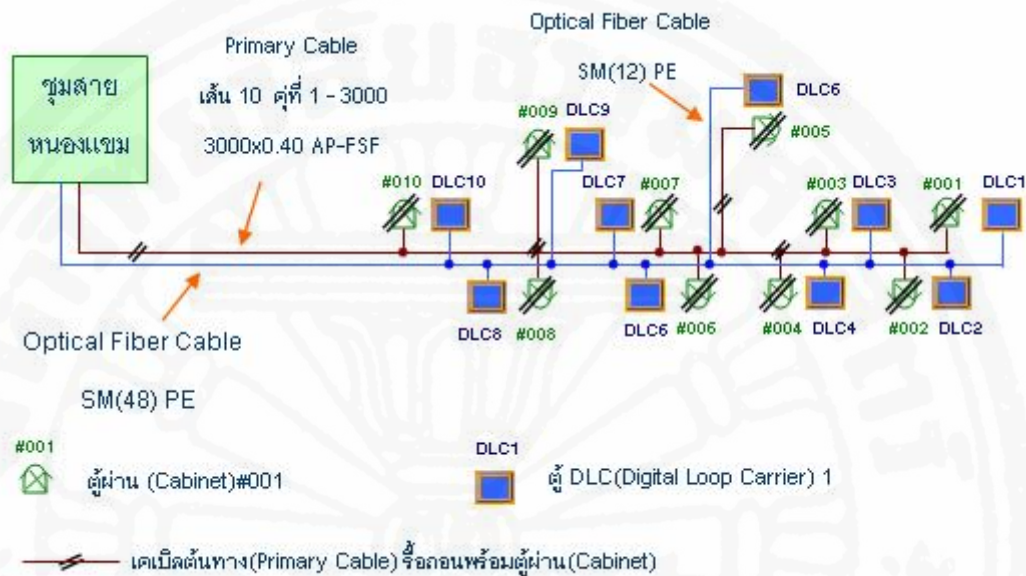 Optical Fiber Cable
Primary Cable
SM(12) PE
ชุมสาย
หนองแขม
เส้น 10 คู่ที่ 1 - 3000
3000x0.40 AP-FSF
DLC6
#009 DLC9
#005
#010 DLC10
DLC7 #007
#003 DLC3 #001 DLC1
DLC8 #008
DLC6 #006 #004 DLC4 #002 DLC2
Optical Fiber Cable
SM(48) PE
#001
ตู้ผ่าน (Cabinet)#001
DLC1
ตู้ DLC(Digital Loop Carrier) 1
เคเบิลต้นทาง(Primary Cable) รื้อถอนพร้อมตู้ผ่าน(Cabinet)